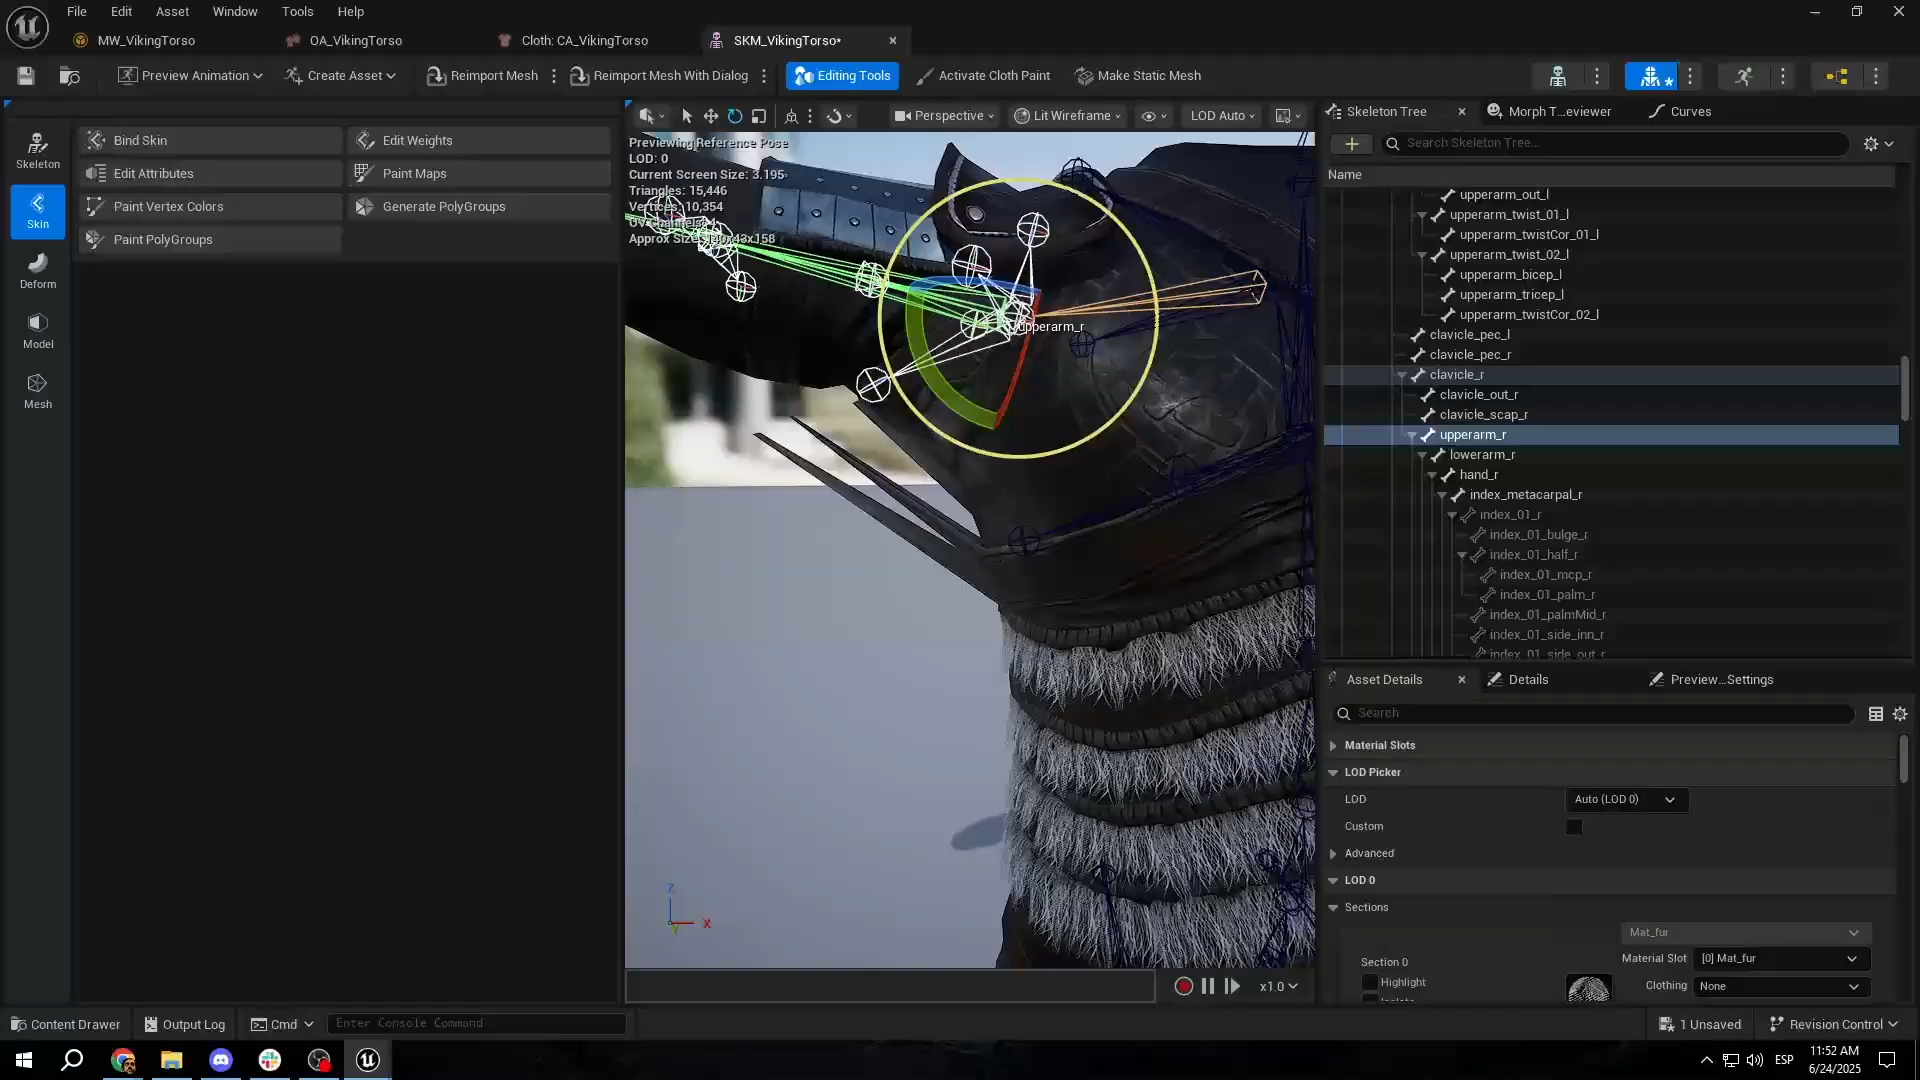 File Edit Asset Window Tools Help
MW_VikingTorso OA_VikingTorso Cloth: CA_VikingTorso SKM_VikingTorso*
Preview Animation Create Asset Reimport Mesh Reimport Mesh With Dialog Editing Tools Activate Cloth Paint Make Static Mesh
Skeleton
Skin
Deform
Model
Mesh
Bind Skin Edit Weights
Edit Attributes Paint Maps
Paint Vertex Colors Generate PolyGroups
Paint PolyGroups
Perspective Lit Wireframe LOD Auto
Previewing Reference Pose
LOD: 0
Current Screen Size: 3.195
Triangles: 15,446
Vertices: 10,354
Approx Size:
upperarm_r
Z
X
Y
x1.0
Skeleton Tree Morph T...eviewer Curves
Search Skeleton Tree...
Name
upperarm_out_l
upperarm_twist_01_l
upperarm_twistCor_01_l
upperarm_twist_02_l
upperarm_bicep_l
upperarm_tricep_l
upperarm_twistCor_02_l
clavicle_pec_l
clavicle_pec_r
clavicle_r
clavicle_out_r
clavicle_scap_r
upperarm_r
lowerarm_r
hand_r
index_metacarpal_r
index_01_r
index_01_bulge_r
index_01_half_r
index_01_mcp_r
index_01_palm_r
index_01_palmMid_r
index_01_side_inn_r
index_01_side_out_r
Asset Details Details Preview...Settings
Search
Material Slots
LOD Picker
LOD Auto (LOD 0)
Custom
Advanced
LOD 0
Sections
Mat_fur
Section 0 Material Slot [0] Mat_fur
Highlight Clothing None
Content Drawer Output Log Cmd Enter Console Command 1 Unsaved Revision Control
ESP
11:52 AM
6/24/2025